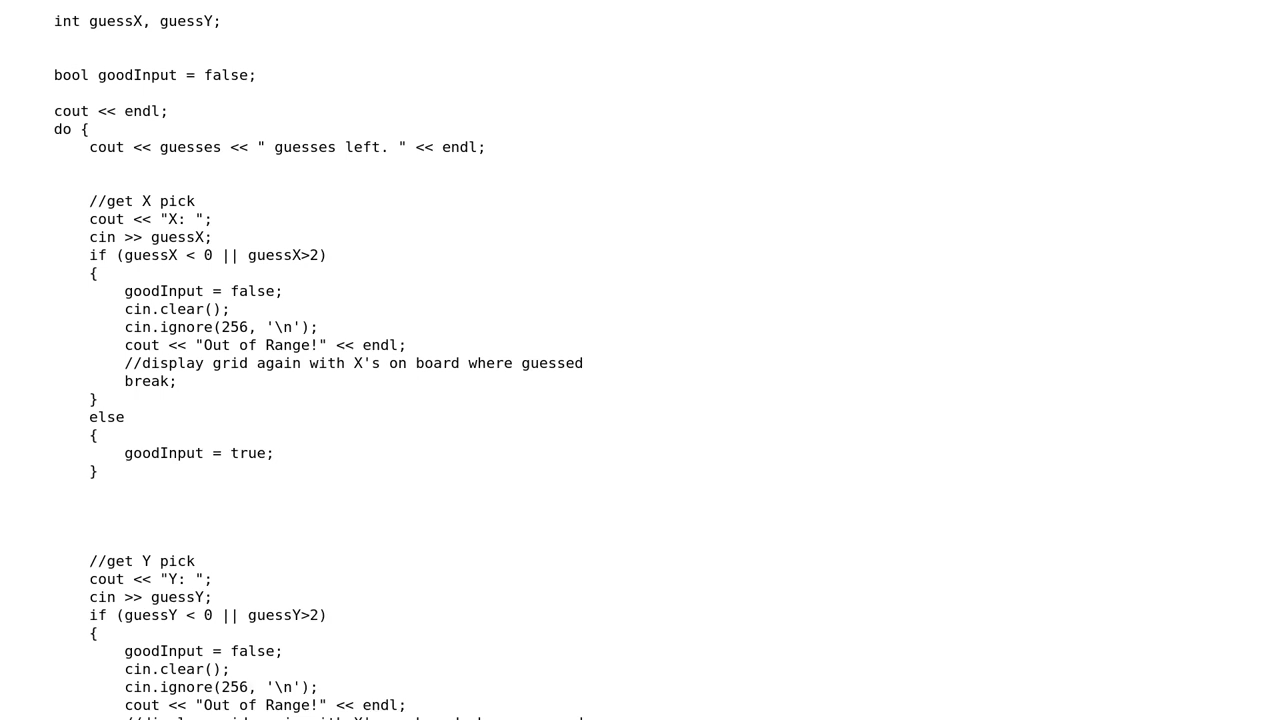 int guessX, guessY;
bool goodInput = false;
cout << endl;
do {
cout << guesses << " guesses left. " << endl;
//get X pick
cout << "X: ";
cin >> guessX;
if (guessX < 0 || guessX>2)
{
goodInput = false;
cin.clear();
cin.ignore(256, '\n');
cout << "Out of Range!" << endl;
//display grid again with X's on board where guessed
break;
}
else
{
goodInput = true;
}
//get Y pick
cout << "Y: ";
cin >> guessY;
if (guessY < 0 || guessY>2)
{
goodInput = false;
cin.clear();
cin.ignore(256, '\n');
cout << "Out of Range!" << endl;